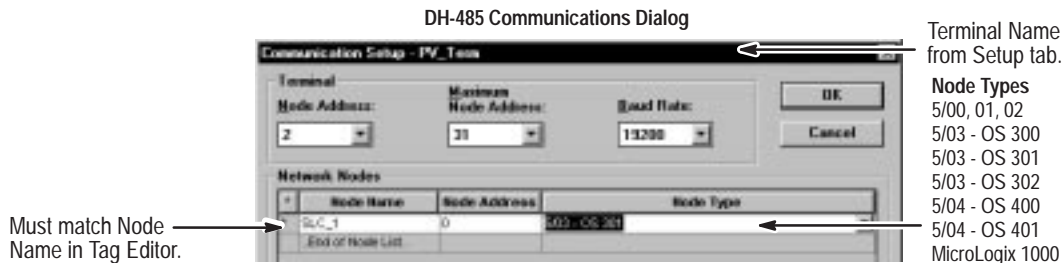 DH-485 Communications Dialog
Communication Setup - PV_Term
Terminal Name
from Setup tab.
Terminal
Node Address:
Maximum
Node Address:
Baud Rate:
2
31
19200
OK
Cancel
Node Types
5/00, 01, 02
5/03 - OS 300
5/03 - OS 301
5/03 - OS 302
5/04 - OS 400
5/04 - OS 401
MicroLogix 1000
Network Nodes
* Node Name Node Address Node Type
SLC_1 0 5/03 - OS 301
End of Node List
Must match Node
Name in Tag Editor.